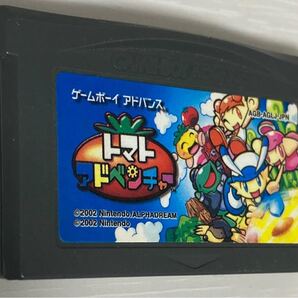 ゲームボーイ アドバンス
AGB-AGLJ-JPN
トマト
アドベンチャー
©2002 Nintendo/ALPHADREAM
©2002 Nintendo